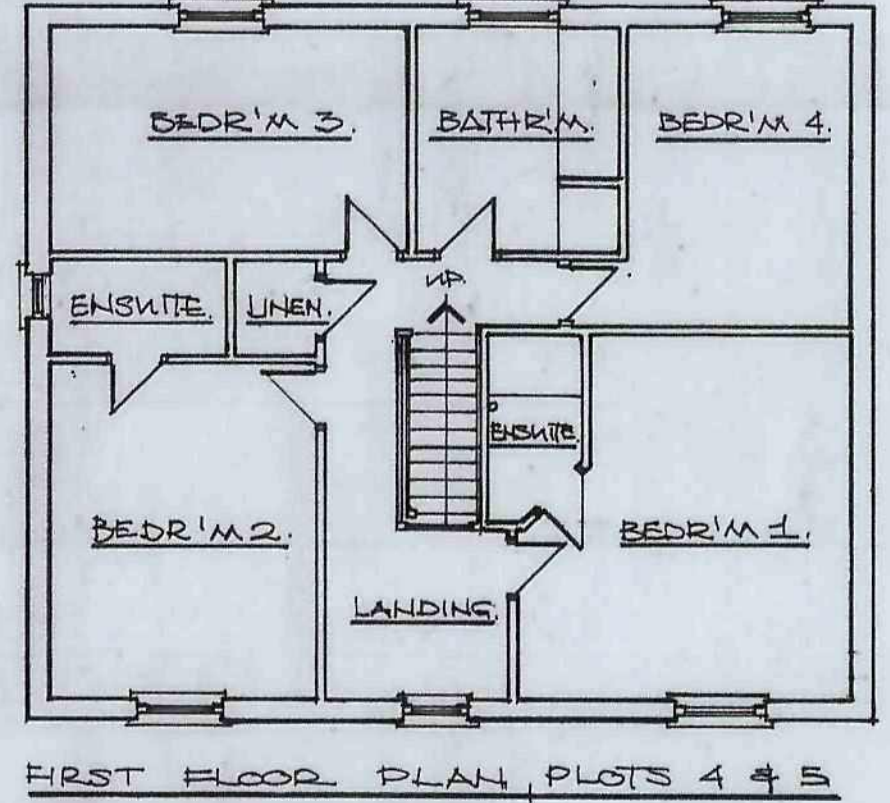 BEDR'M 3.
BATHR'M.
BEDR'M 4.
ENSUITE.
LINEN.
UP.
ENSUITE.
BEDR'M 2.
BEDR'M 1.
LANDING.
FIRST FLOOR PLAN, PLOTS 4 & 5